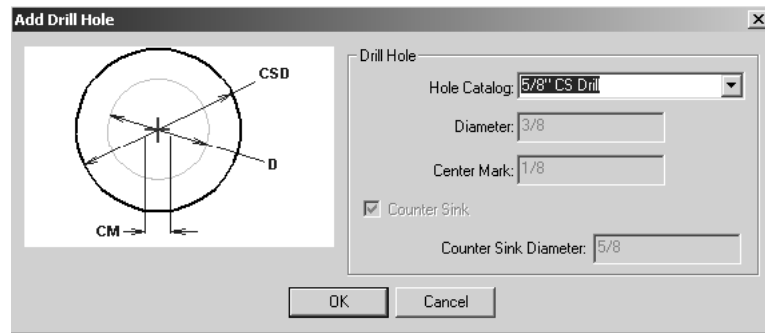 Add Drill Hole
CSD
D
CM
Drill Hole
Hole Catalog: 5/8" CS Drill
Diameter: 3/8
Center Mark: 1/8
Counter Sink
Counter Sink Diameter: 5/8
OK Cancel